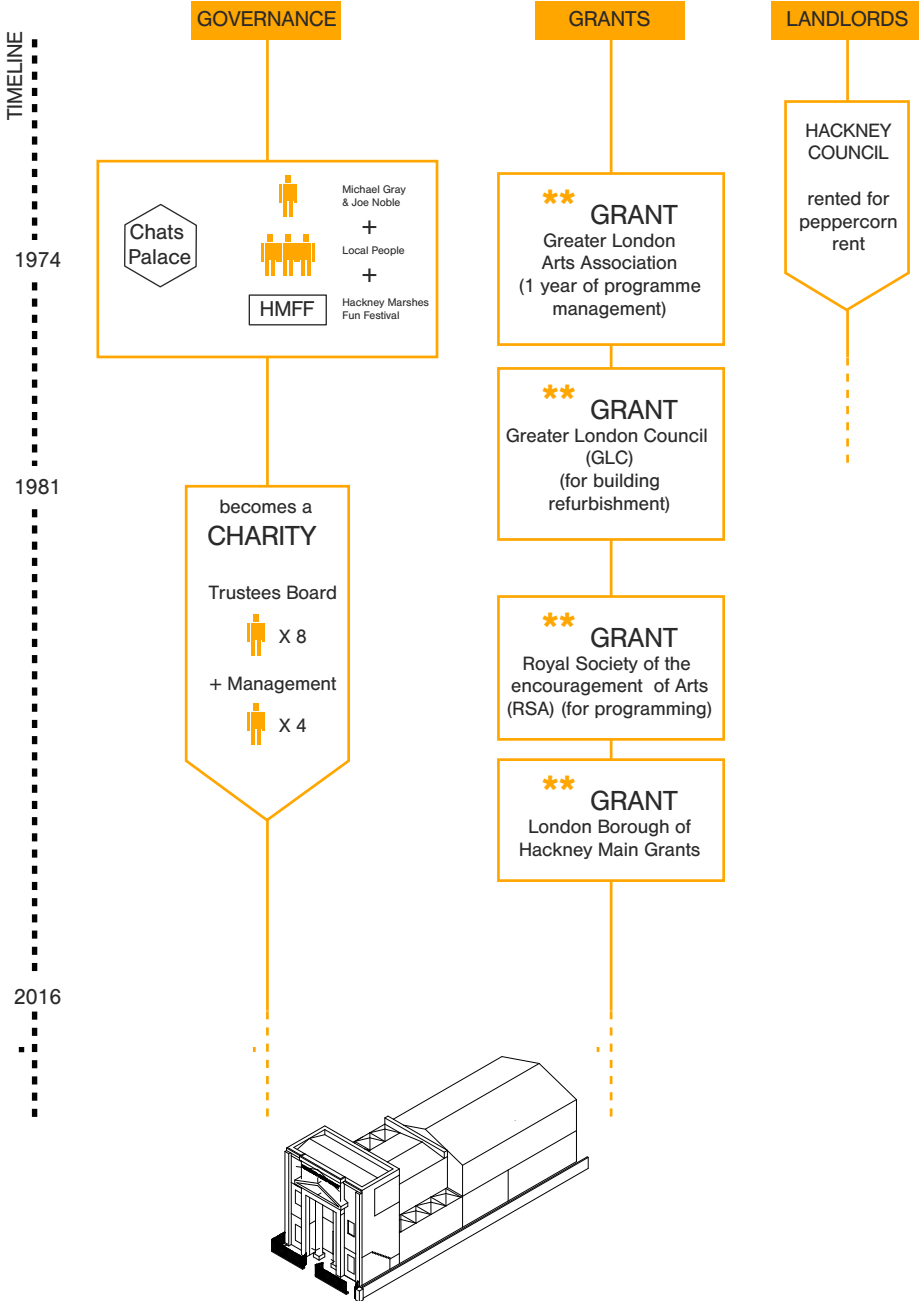 GOVERNANCE
GRANTS
LANDLORDS
TIMELINE
1974
1981
2016
Chats
Palace
Michael Gray
& Joe Noble
+
Local People
+
HMFF
Hackney Marshes
Fun Festival
becomes a
CHARITY
Trustees Board
X 8
+ Management
X 4
** GRANT
Greater London
Arts Association
(1 year of programme
management)
** GRANT
Greater London Council
(GLC)
(for building
refurbishment)
** GRANT
Royal Society of the
encouragement of Arts
(RSA) (for programming)
** GRANT
London Borough of
Hackney Main Grants
HACKNEY
COUNCIL
rented for
peppercorn
rent